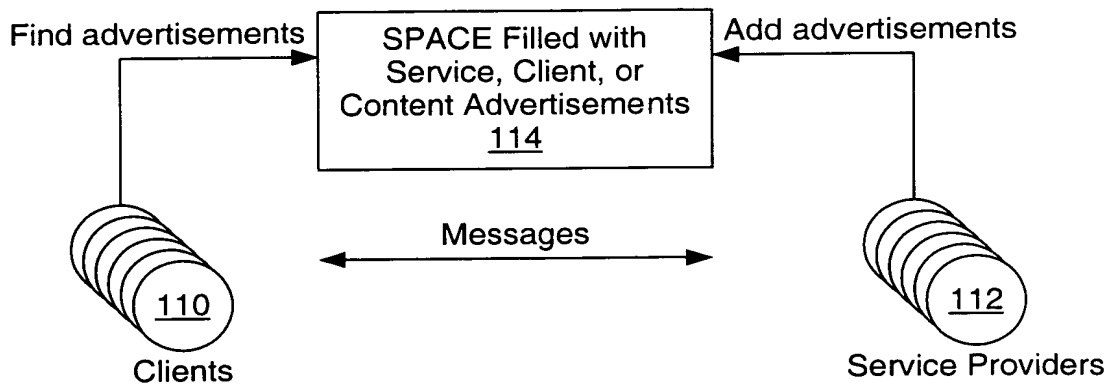 Find advertisements
SPACE Filled with
Service, Client, or
Content Advertisements
114
Add advertisements
Messages
110
Clients
112
Service Providers